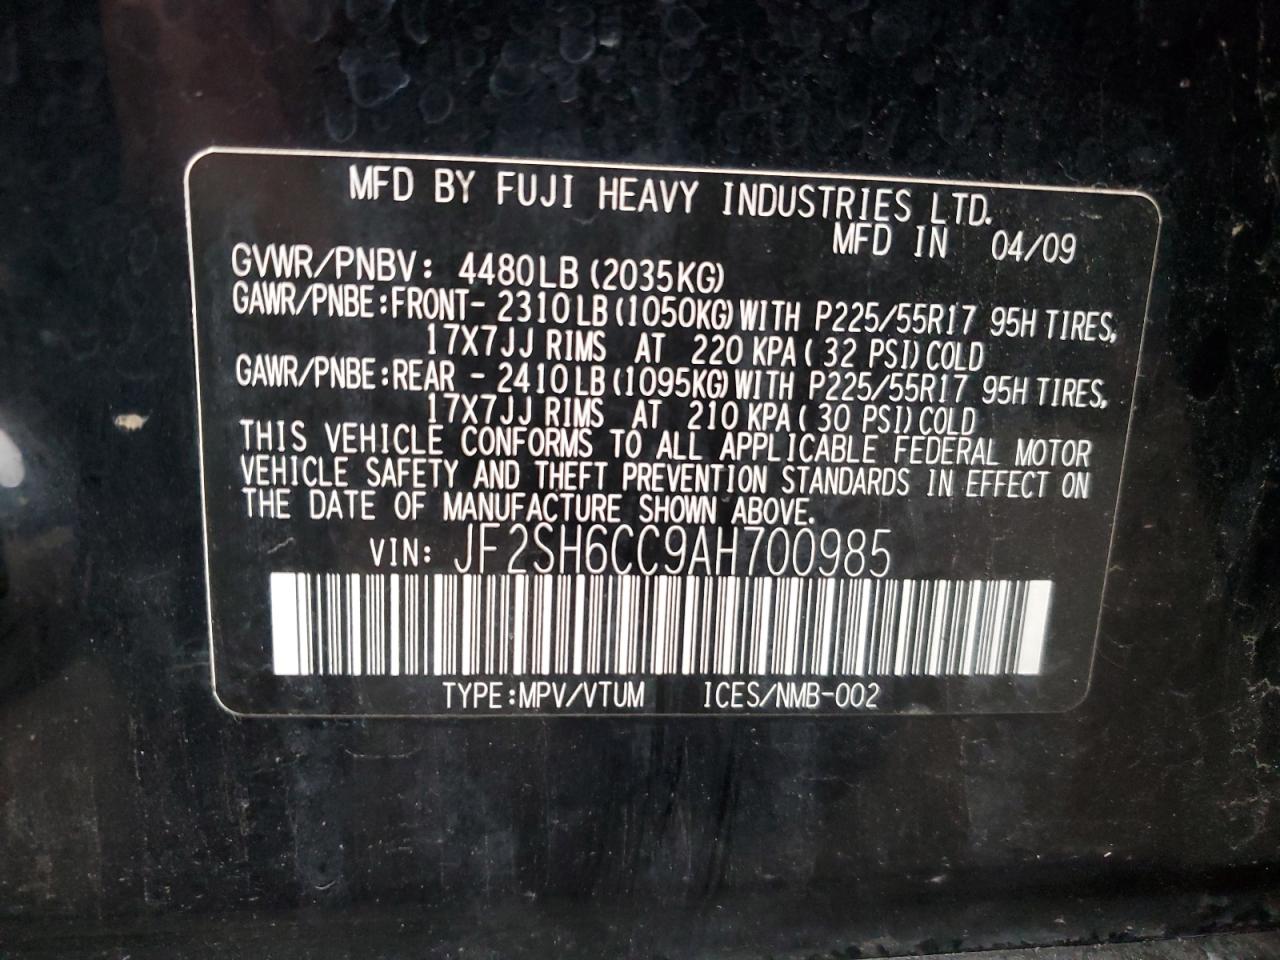 MFD BY FUJI HEAVY INDUSTRIES LTD.
MFD IN 04/09
GVWR/PNBV: 4480LB (2035KG)
GAWR/PNBE:FRONT- 2310LB (1050KG) WITH P225/55R17 95H TIRES,
17X7JJ RIMS AT 220 KPA ( 32 PSI) COLD
GAWR/PNBE:REAR - 2410LB (1095KG) WITH P225/55R17 95H TIRES,
17X7JJ RIMS AT 210 KPA ( 30 PSI) COLD
THIS VEHICLE CONFORMS TO ALL APPLICABLE FEDERAL MOTOR
VEHICLE SAFETY AND THEFT PREVENTION STANDARDS IN EFFECT ON
THE DATE OF MANUFACTURE SHOWN ABOVE.
VIN: JF2SH6CC9AH700985
TYPE:MPV/VTUM ICES/NMB-002